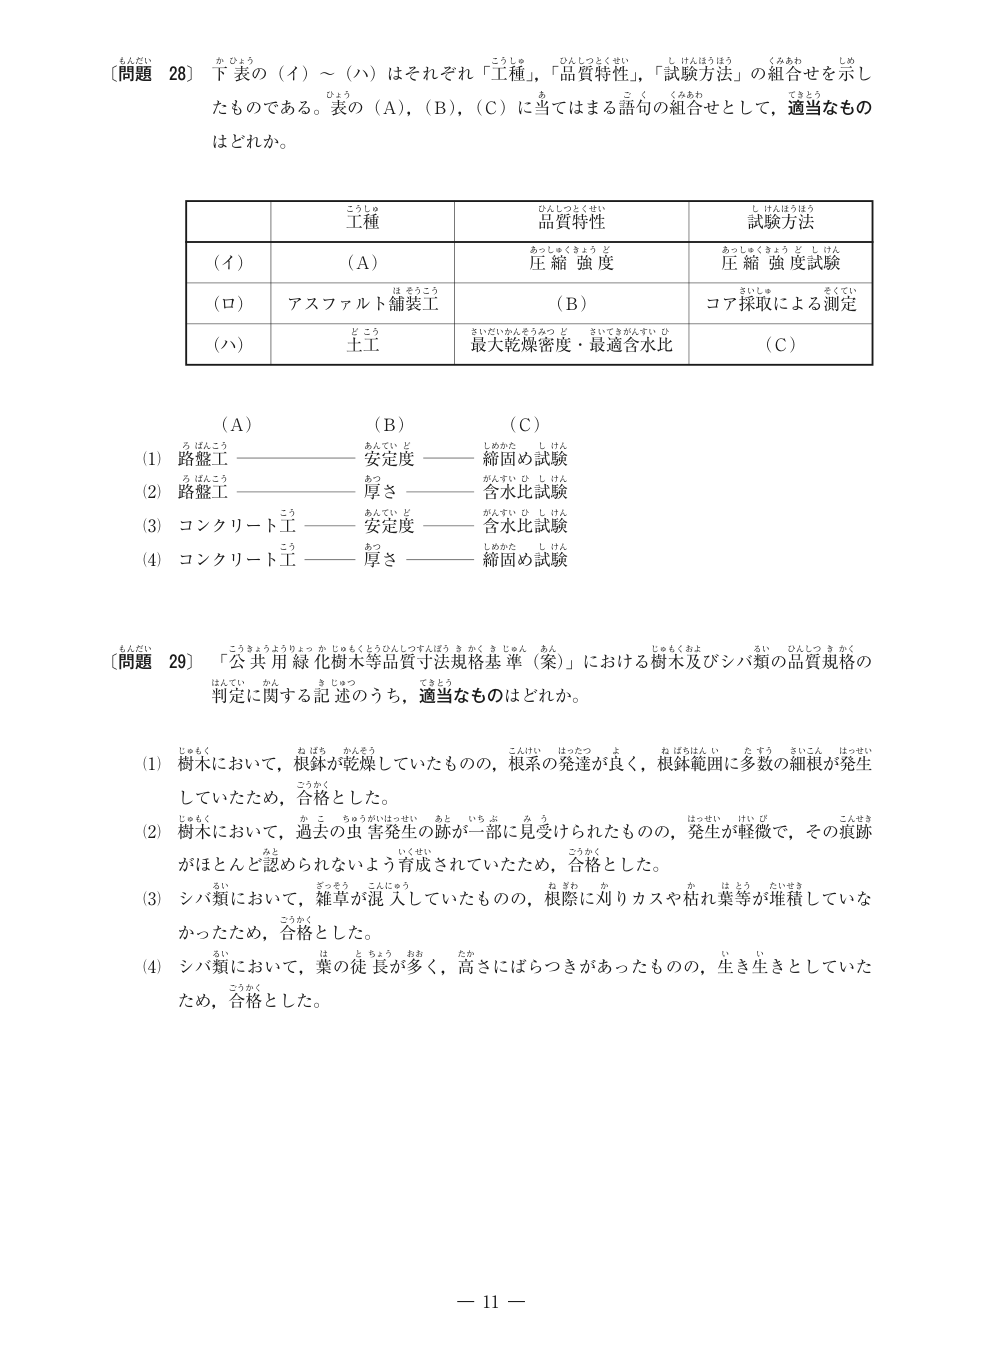 〔問題　28〕　下表の（イ）～（ハ）はそれぞれ「工種」,「品質特性」,「試験方法」の組合せを示し
たものである。表の（A），（B），（C）に当てはまる語句の組合せとして，適当なもの
はどれか。
工種　品質特性　試験方法
（イ）　（A）　圧縮強度　圧縮強度試験
（ロ）　アスファルト舗装工　（B）　コア採取による測定
（ハ）　土工　最大乾燥密度・最適含水比　（C）
（A）　（B）　（C）
⑴　路盤工 ――――――― 安定度 ――― 締固め試験
⑵　路盤工 ――――――― 厚さ ―――― 含水比試験
⑶　コンクリート工 ――― 安定度 ――― 含水比試験
⑷　コンクリート工 ――― 厚さ ―――― 締固め試験
〔問題　29〕　「公共用緑化樹木等品質寸法規格基準（案）」における樹木及びシバ類の品質規格の
判定に関する記述のうち，適当なものはどれか。
⑴　樹木において，根鉢が乾燥していたものの，根系の発達が良く，根鉢範囲に多数の細根が発生
していたため，合格とした。
⑵　樹木において，過去の虫害発生の跡が一部に見受けられたものの，発生が軽微で，その痕跡
がほとんど認められないよう育成されていたため，合格とした。
⑶　シバ類において，雑草が混入していたものの，根際に刈りカスや枯れ葉等が堆積していな
かったため，合格とした。
⑷　シバ類において，葉の徒長が多く，高さにばらつきがあったものの，生き生きとしていた
ため，合格とした。
― 11 ―